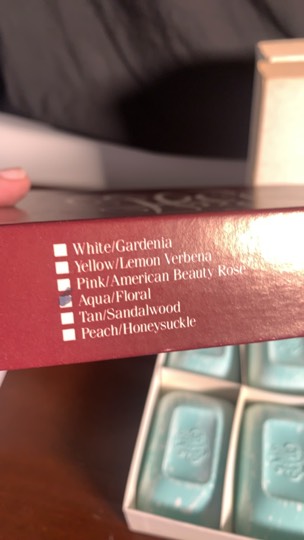 White/Gardenia
Yellow/Lemon Verbena
Pink/American Beauty Rose
Aqua/Floral
Tan/Sandalwood
Peach/Honeysuckle